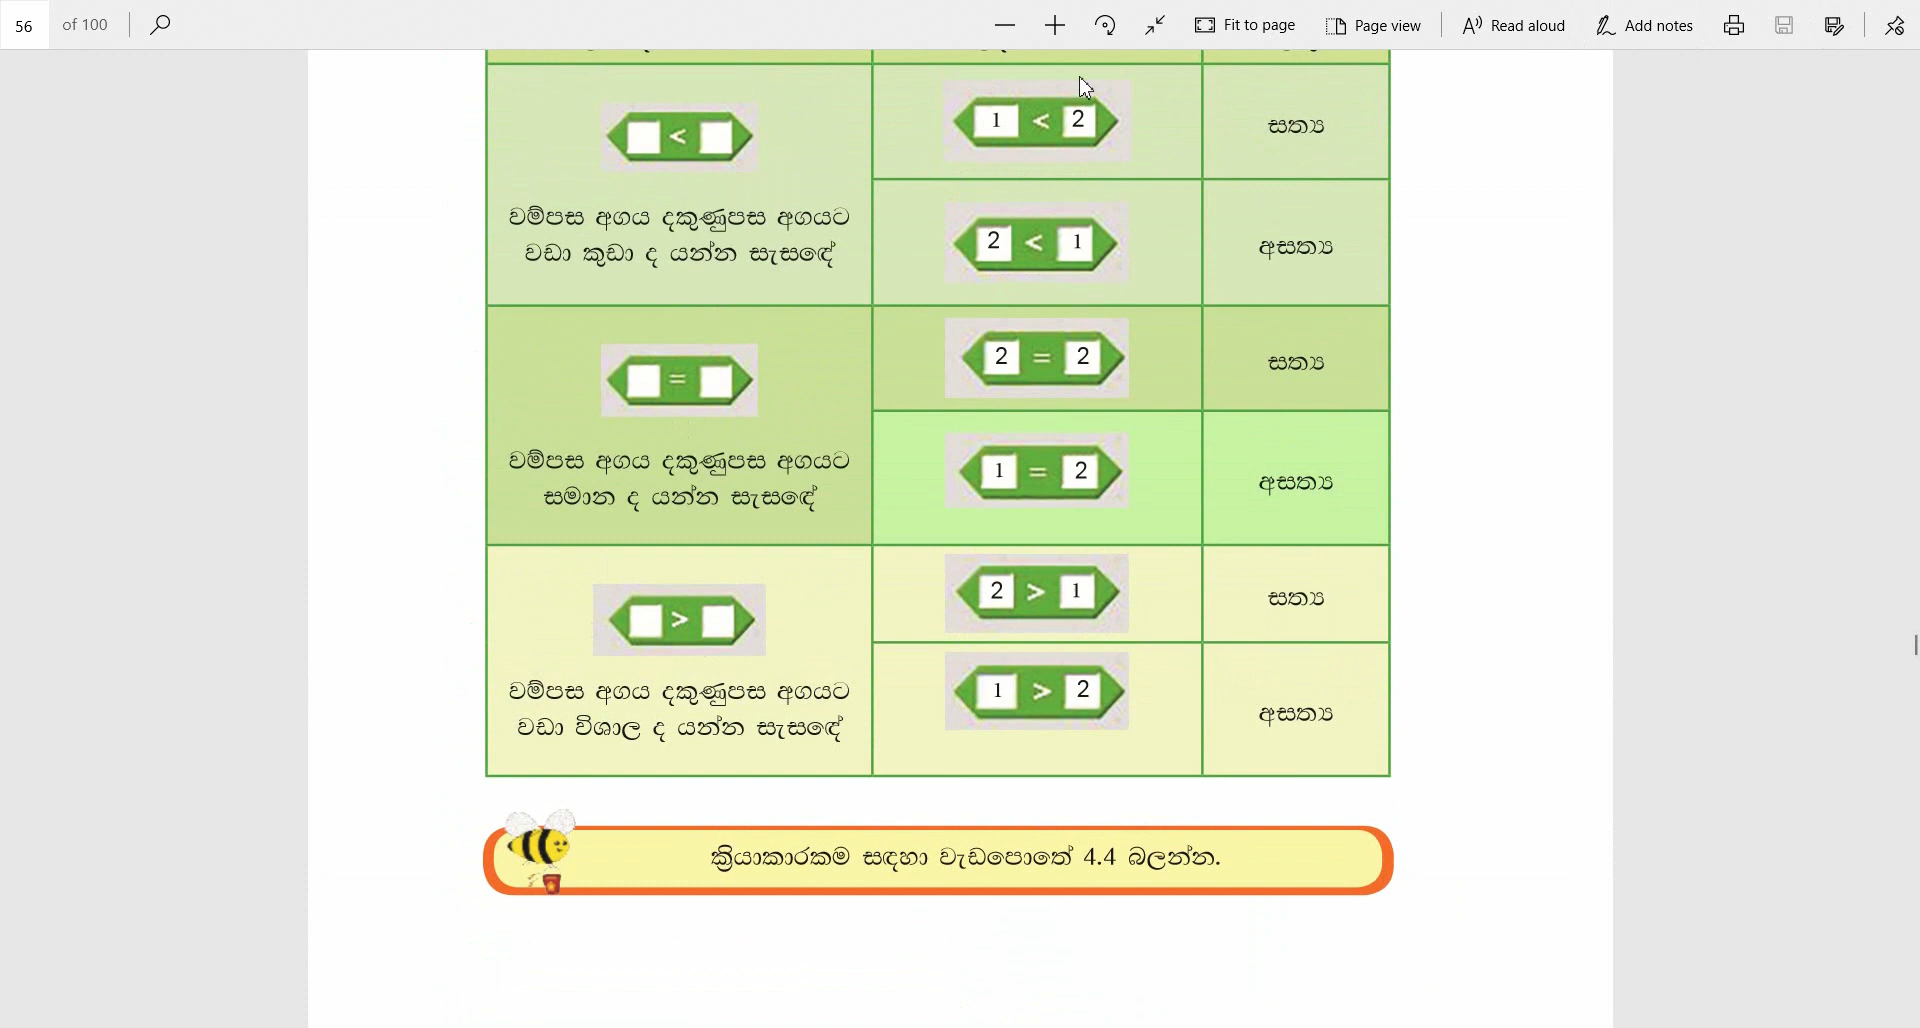 56 of 100
Fit to page
Page view
Read aloud
Add notes
<
1 < 2
සත්‍ය
වම්පස අගය දකුණුපස අගයට
වඩා කුඩා ද යන්න සැසඳේ
2 < 1
අසත්‍ය
=
2 = 2
සත්‍ය
වම්පස අගය දකුණුපස අගයට
සමාන ද යන්න සැසඳේ
1 = 2
අසත්‍ය
>
2 > 1
සත්‍ය
වම්පස අගය දකුණුපස අගයට
වඩා විශාල ද යන්න සැසඳේ
1 > 2
අසත්‍ය
ක්‍රියාකාරකම සඳහා වැඩපොතේ 4.4 බලන්න.